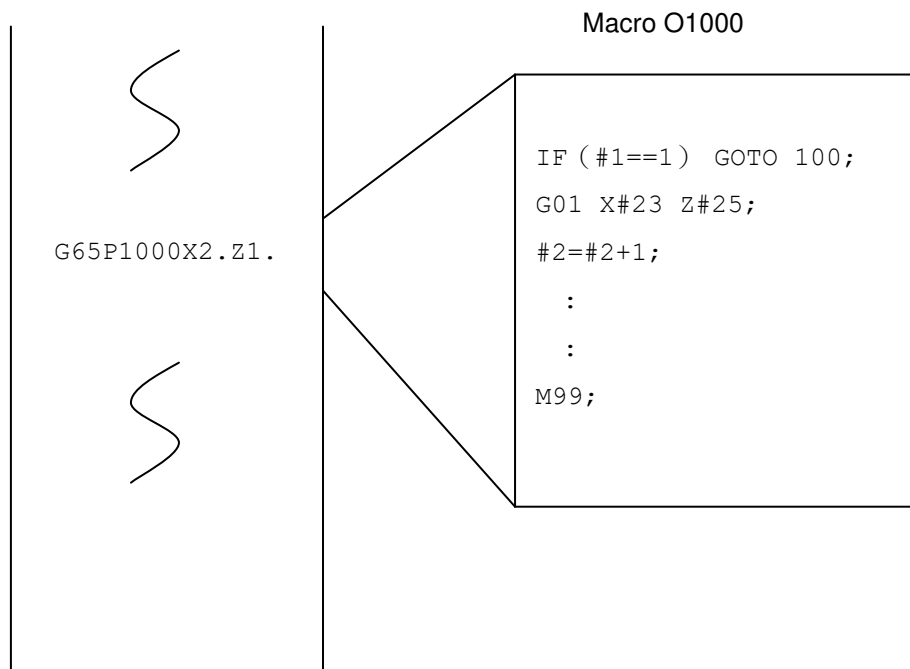 Macro O1000
IF（#1==1） GOTO 100;
G01 X#23 Z#25;
G65P1000X2.Z1.
#2=#2+1;
:
:
M99;